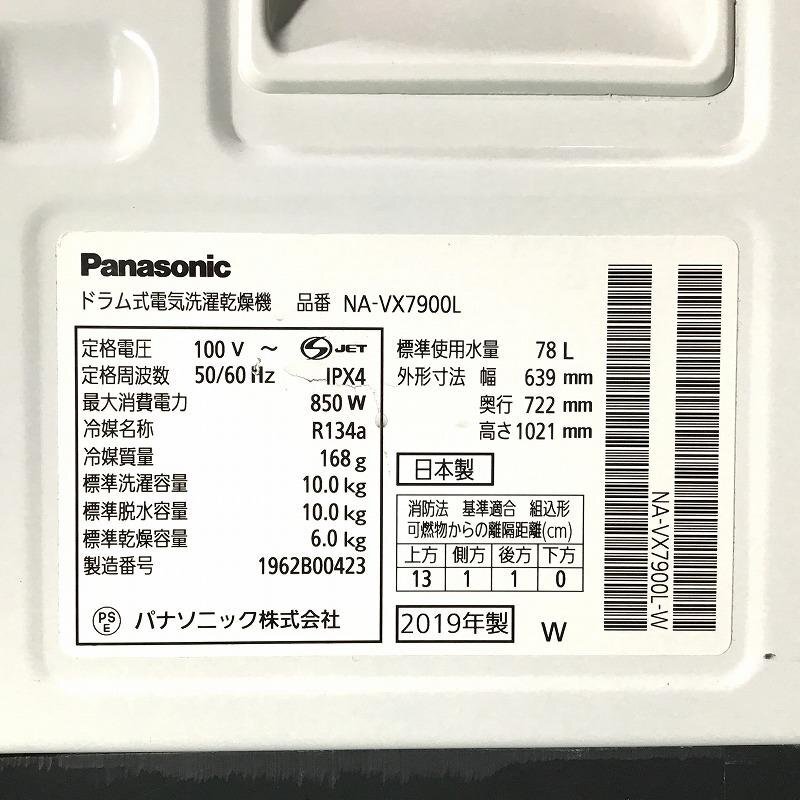 Panasonic
ドラム式電気洗濯乾燥機 品番 NA-VX7900L
定格電圧 100 V ～ JET
定格周波数 50/60 Hz IPX4
最大消費電力 850 W
冷媒名称 R134a
冷媒質量 168 g
標準洗濯容量 10.0 kg
標準脱水容量 10.0 kg
標準乾燥容量 6.0 kg
製造番号 1962B00423
PSE パナソニック株式会社
標準使用水量 78 L
外形寸法 幅 639 mm
奥行 722 mm
高さ 1021 mm
日本製
消防法 基準適合 組込形
可燃物からの離隔距離(cm)
上方 側方 後方 下方
13 1 1 0
2019年製 W
NA-VX7900L-W